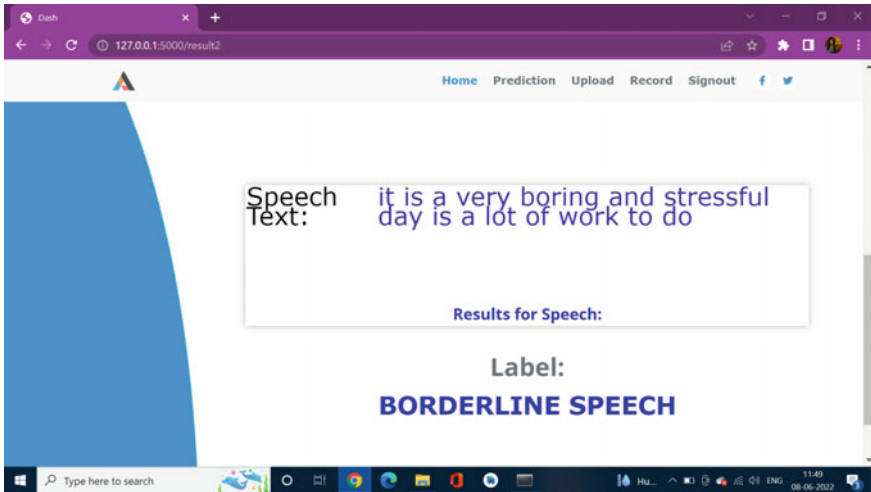 Dash
127.0.0.1:5000/result2
Home Prediction Upload Record Signout
Speech it is a very boring and stressful
Text: day is a lot of work to do
Results for Speech:
Label:
BORDERLINE SPEECH
Type here to search
Hu...
ENG
11:49
08-06-2022